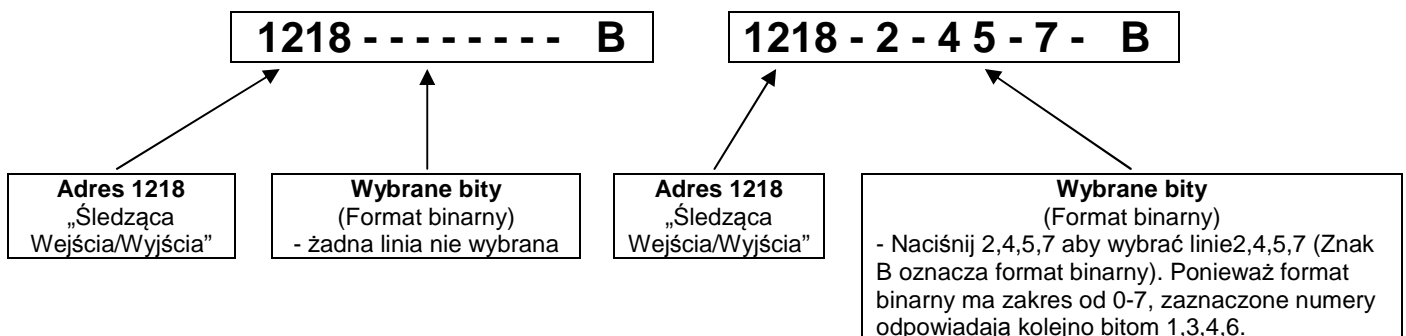 1218 - - - - - - - - B
1218 - 2 - 4 5 - 7 - B
Adres 1218
„Śledząca
Wejścia/Wyjścia”
Wybrane bity
(Format binarny)
- żadna linia nie wybrana
Adres 1218
„Śledząca
Wejścia/Wyjścia”
Wybrane bity
(Format binarny)
- Naciśnij 2,4,5,7 aby wybrać linie2,4,5,7 (Znak
B oznacza format binarny). Ponieważ format
binarny ma zakres od 0-7, zaznaczone numery
odpowiadają kolejno bitom 1,3,4,6.